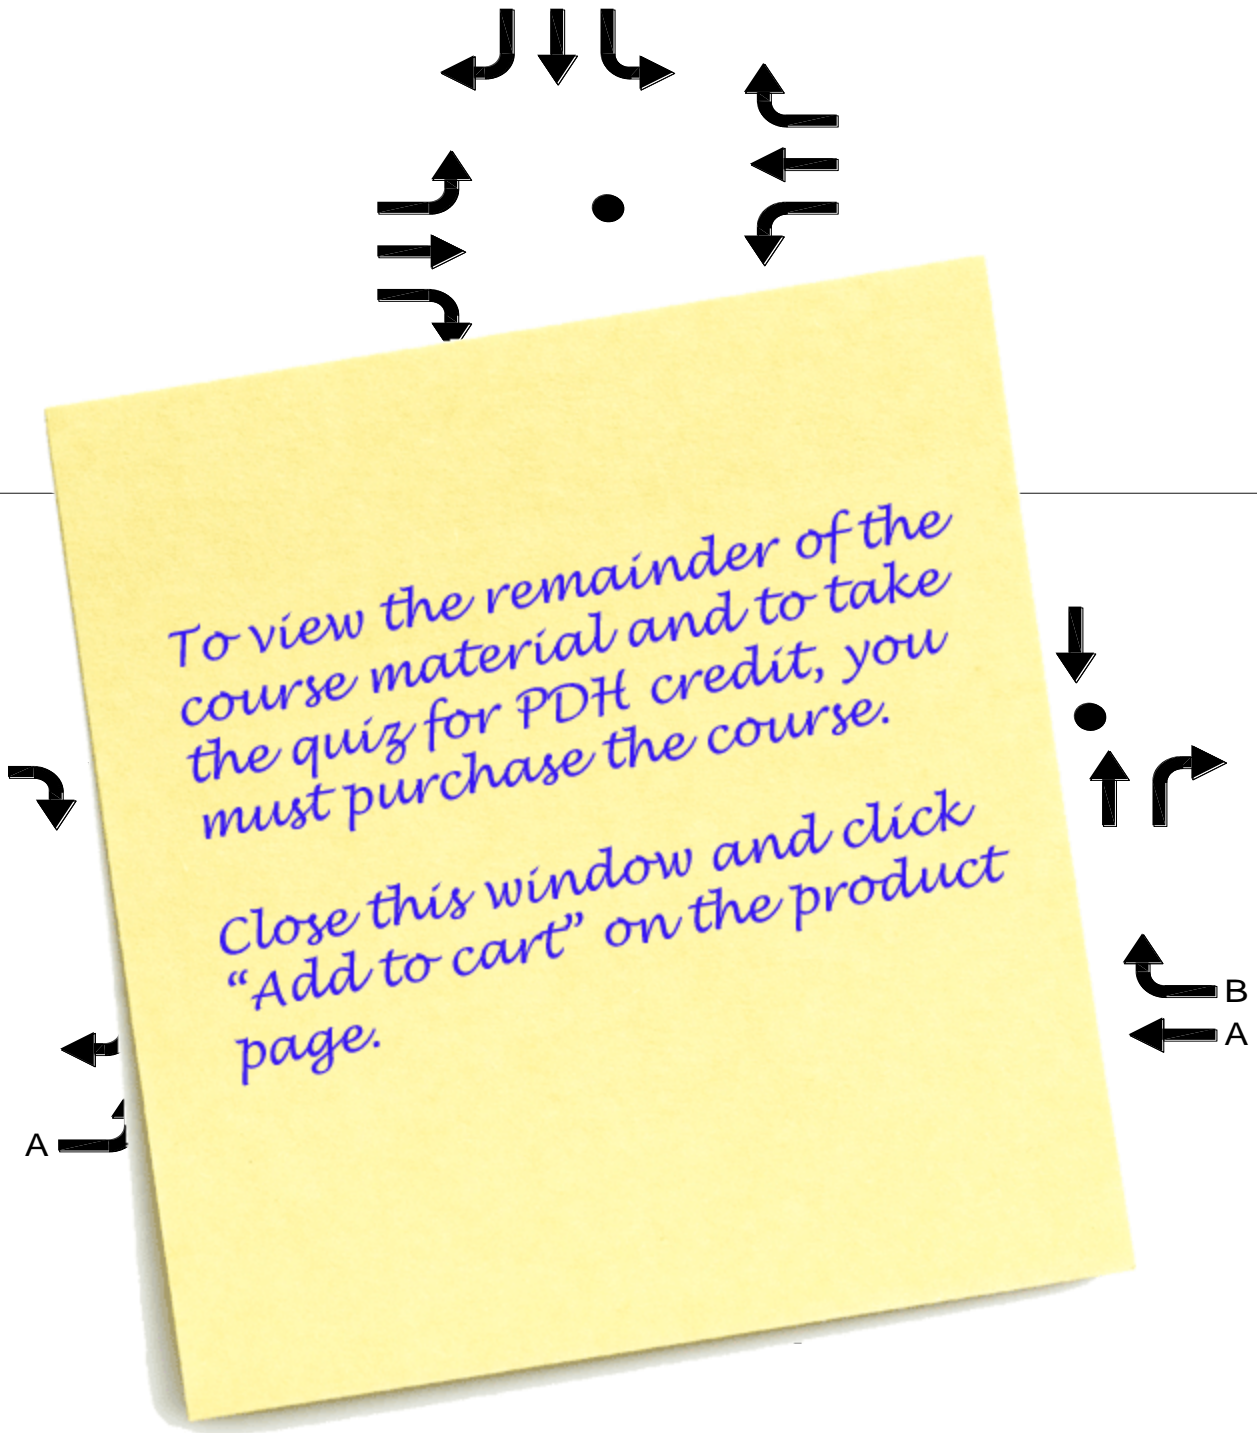 To view the remainder of the
course material and to take
the quiz for PDH credit, you
must purchase the course.
Close this window and click
“Add to cart” on the product
page.
B
A
A